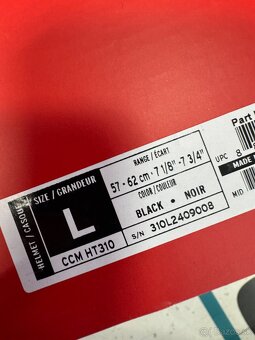 HELMET / CASQUE
SIZE / GRANDEUR
L
CCM HT310
RANGE / ÉCART
57 - 62 cm · 7 1/8" - 7 3/4"
COLOR/COULEUR
BLACK • NOIR
S/N 310L2409008
Part
UPC 8
MADE
MID